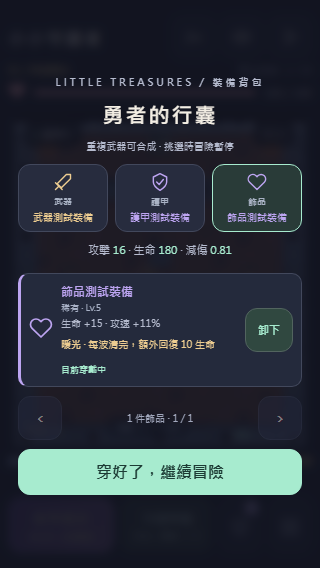 LITTLE TREASURES / 裝備背包
勇者的行囊
重複武器可合成 · 挑選時冒險暫停
武器
武器測試裝備
護甲
護甲測試裝備
飾品
飾品測試裝備
攻擊 16 · 生命 180 · 減傷 0.81
飾品測試裝備
稀有 · Lv.5
生命 +15 · 攻速 +11%
暖光 · 每波清完，額外回復 10 生命
目前穿戴中
卸下
‹
1 件飾品 · 1 / 1
›
穿好了，繼續冒險